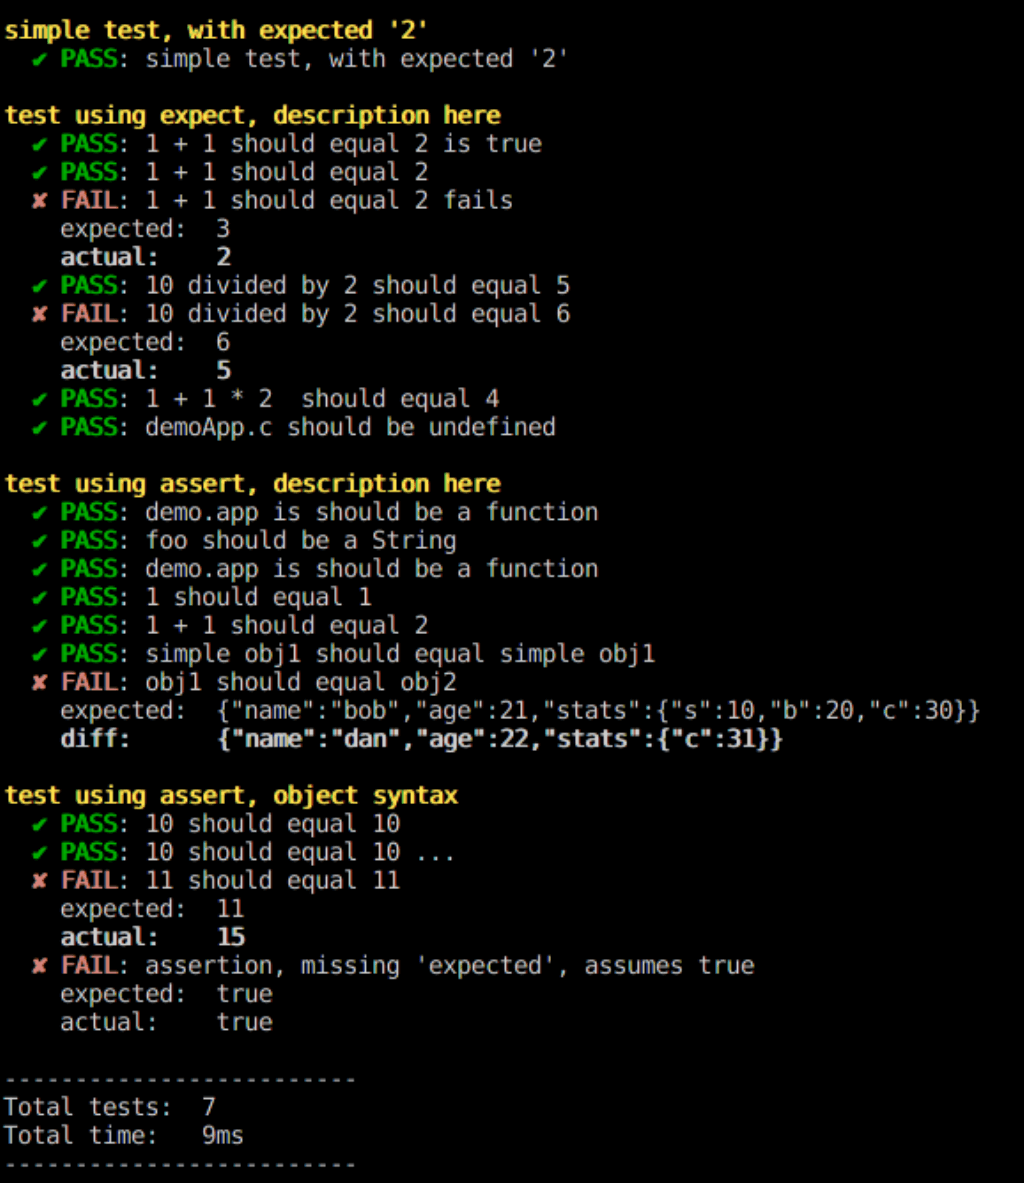 simple test, with expected '2'
  ✔ PASS: simple test, with expected '2'

test using expect, description here
  ✔ PASS: 1 + 1 should equal 2 is true
  ✔ PASS: 1 + 1 should equal 2
  ✘ FAIL: 1 + 1 should equal 2 fails
    expected:  3
    actual:    2
  ✔ PASS: 10 divided by 2 should equal 5
  ✘ FAIL: 10 divided by 2 should equal 6
    expected:  6
    actual:    5
  ✔ PASS: 1 + 1 * 2  should equal 4
  ✔ PASS: demoApp.c should be undefined

test using assert, description here
  ✔ PASS: demo.app is should be a function
  ✔ PASS: foo should be a String
  ✔ PASS: demo.app is should be a function
  ✔ PASS: 1 should equal 1
  ✔ PASS: 1 + 1 should equal 2
  ✔ PASS: simple obj1 should equal simple obj1
  ✘ FAIL: obj1 should equal obj2
    expected:  {"name":"bob","age":21,"stats":{"s":10,"b":20,"c":30}}
    diff:      {"name":"dan","age":22,"stats":{"c":31}}

test using assert, object syntax
  ✔ PASS: 10 should equal 10
  ✔ PASS: 10 should equal 10 ...
  ✘ FAIL: 11 should equal 11
    expected:  11
    actual:    15
  ✘ FAIL: assertion, missing 'expected', assumes true
    expected:  true
    actual:    true

-------------------------
Total tests:  7
Total time:   9ms
-------------------------